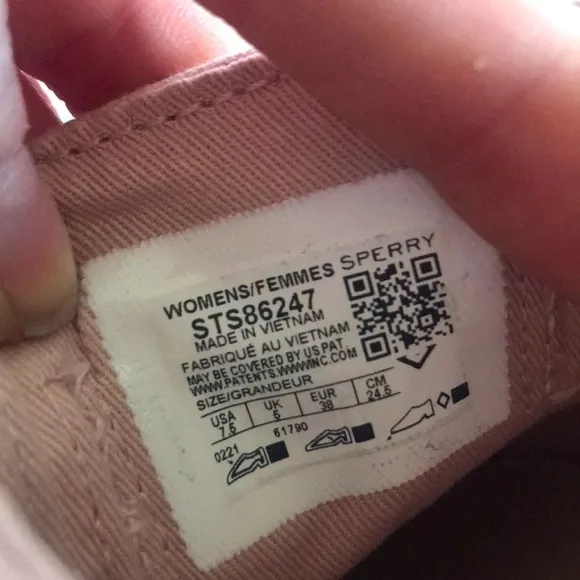 WOMENS/FEMMES SPERRY
STS86247
MADE IN VIETNAM
FABRIQUÉ AU VIETNAM
MAY BE COVERED BY US PAT.
WWW.PATENTS.WWWINC.COM
SIZE/GRANDEUR
USA UK EUR CM
7.5 5 38 24.5
0221 61790